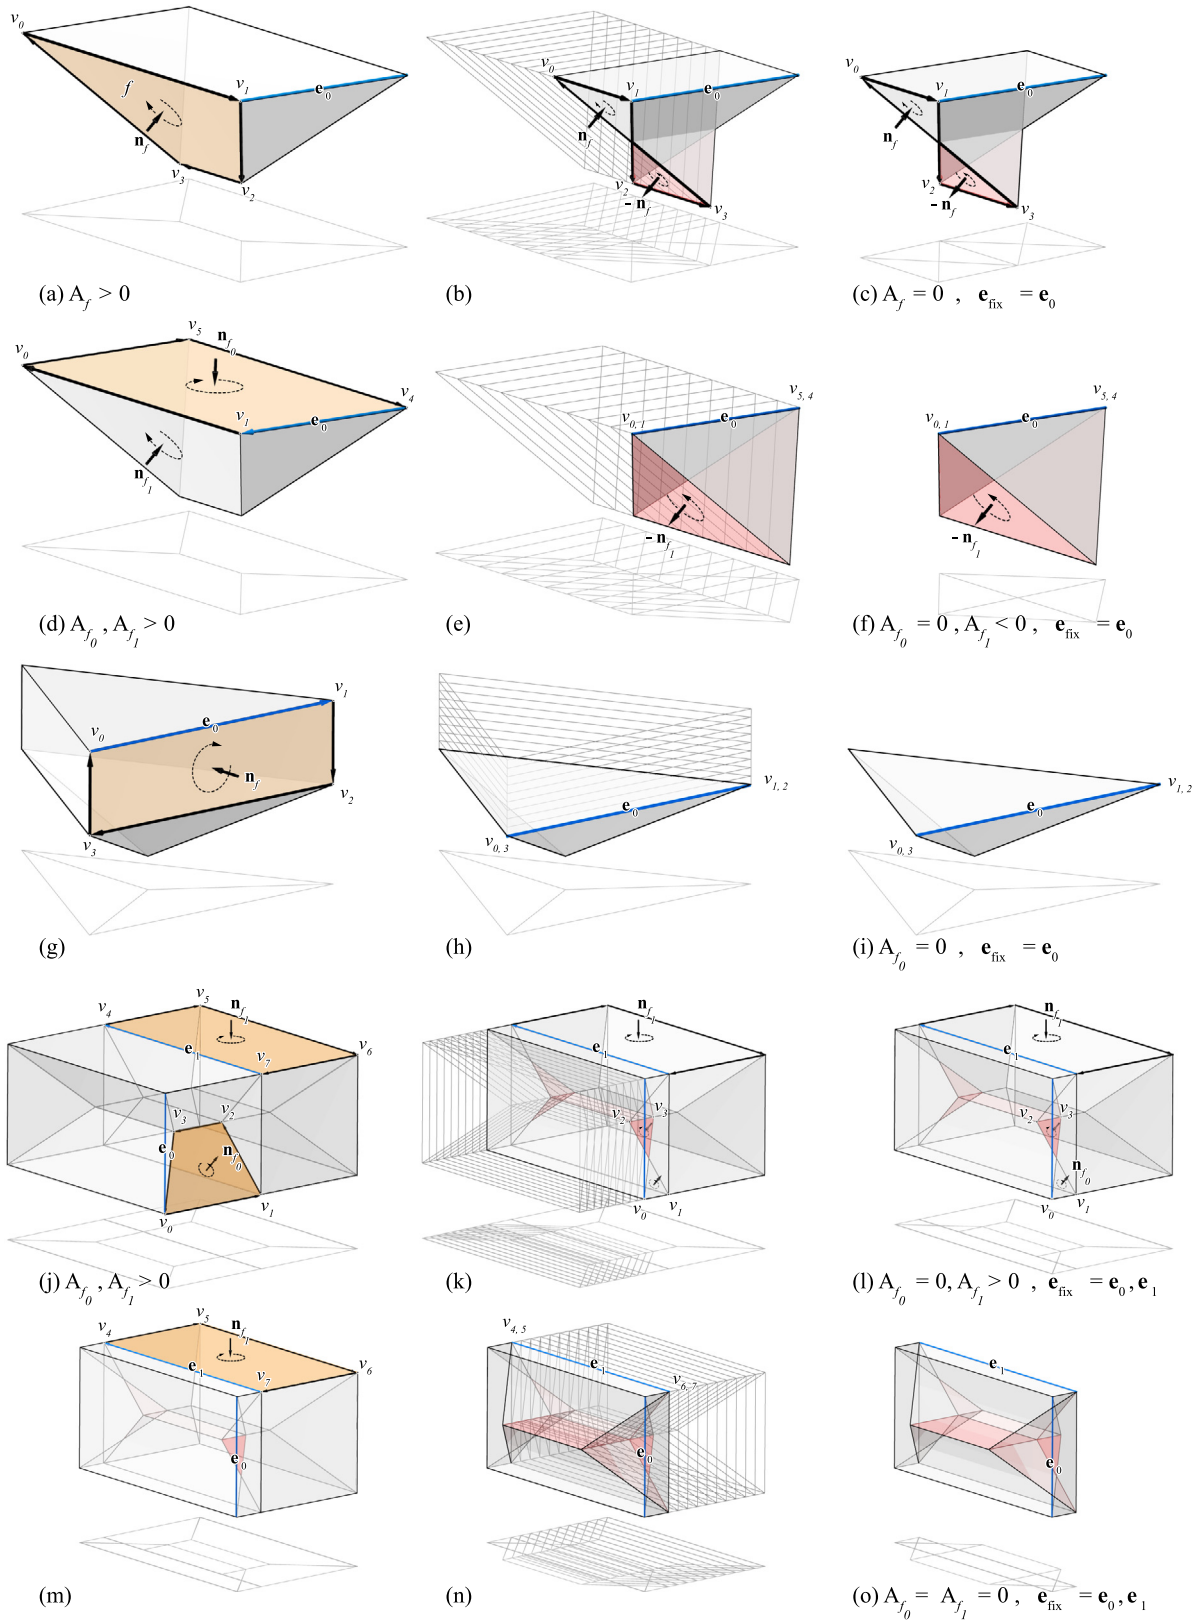 v0
v1
e0
f
nf
v3
v2
v0
v1
e0
nf
v2
- nf
v3
v0
v1
e0
nf
v2
- nf
v3
(a) Af > 0
(b)
(c) Af = 0 , efix = e0
v5
nf0
v0
v4
v1
e0
nf1
v5,4
v0,1
e0
- nf1
v5,4
v0,1
e0
- nf1
(d) Af0 , Af1 > 0
(e)
(f) Af0 = 0 , Af1 < 0 , efix = e0
v1
e0
v0
nf
v2
v3
v1,2
e0
v0,3
v1,2
e0
v0,3
(g)
(h)
(i) Af0 = 0 , efix = e0
v5
v4
nf1
e1
v7
v6
v3
v2
e0
nf0
v1
v0
nf1
e1
v2
v3
v0
v1
nf1
e1
v2
v3
nf0
v0
v1
(j) Af0 , Af1 > 0
(k)
(l) Af0 = 0, Af1 > 0 , efix = e0, e1
v5
v4
nf1
e1
v7
v6
e0
v4,5
e1
v6,7
e0
e1
e0
(m)
(n)
(o) Af0 = Af1 = 0 , efix = e0, e1